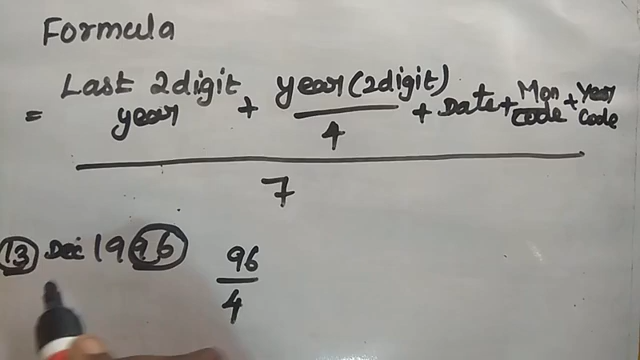 Formula
= Last 2digit year + year(2digit)/4 + Date + Mon Code + Year Code
7
13 Dec 1996 96/4